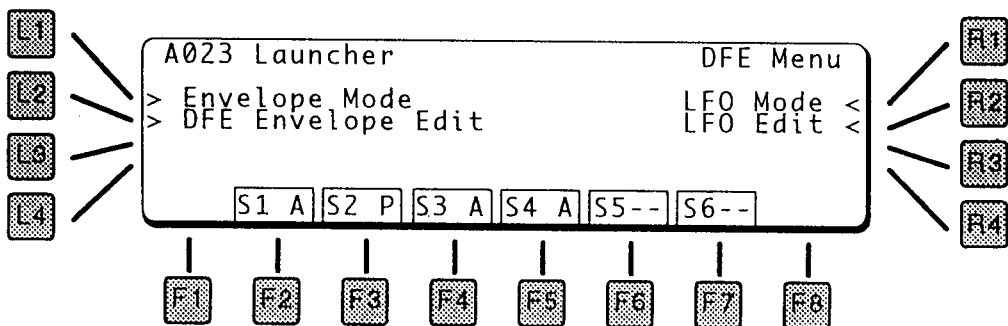 L1 R1
A023 Launcher DFE Menu
L2 > Envelope Mode LFO Mode < R2
> DFE Envelope Edit LFO Edit <
L3 R3
L4 S1 A S2 P S3 A S4 A S5-- S6-- R4
F1 F2 F3 F4 F5 F6 F7 F8